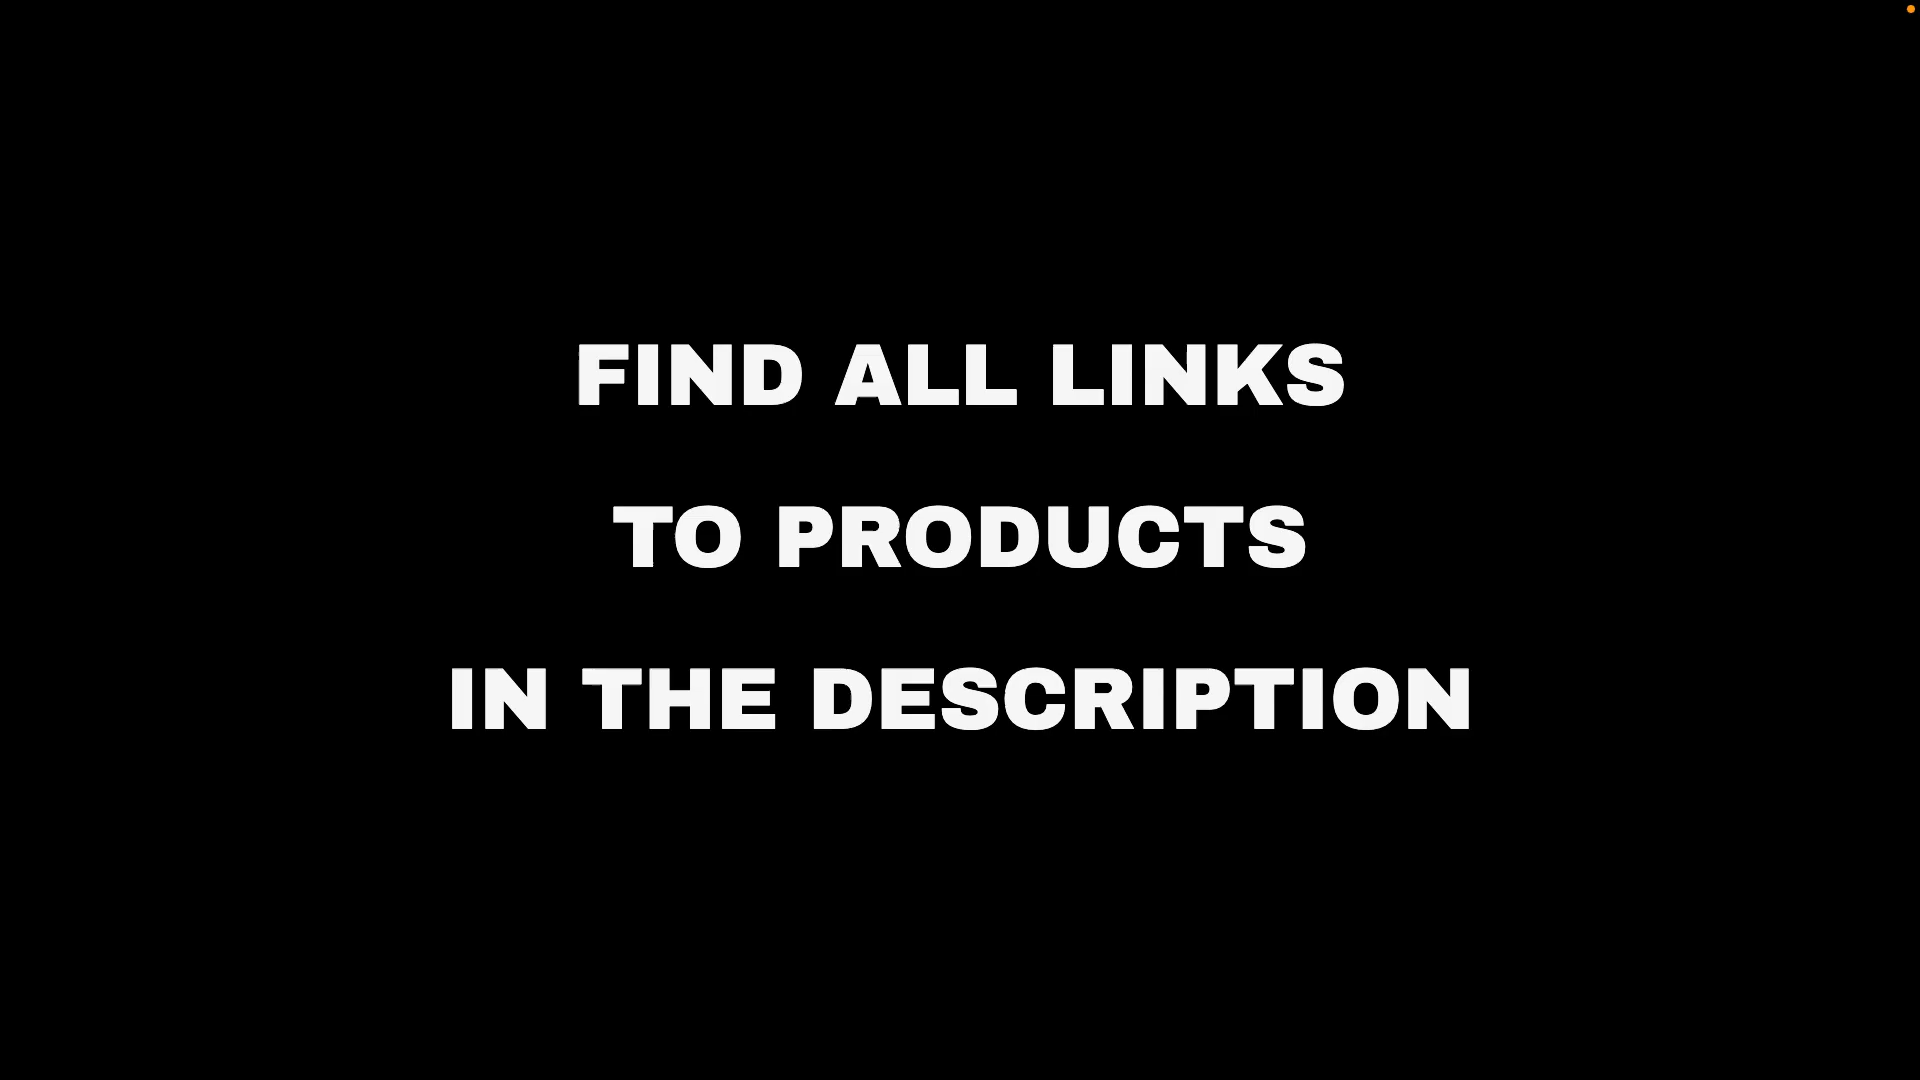 FIND ALL LINKS
TO PRODUCTS
IN THE DESCRIPTION